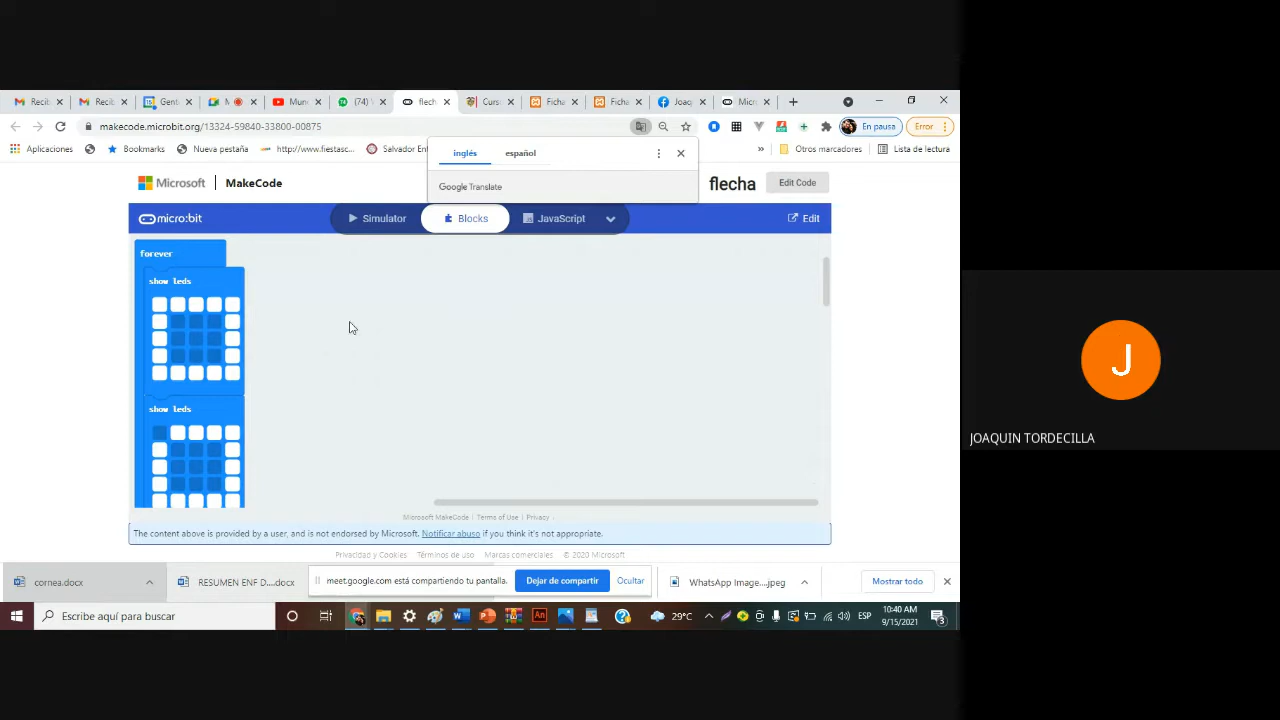 Recib
Recib
Genti
M
Mun
(74)
flech
Curs
Ficha
Ficha
Joaq
Micr
makecode.microbit.org/13324-59840-33800-00875
En pausa
Error
Aplicaciones
Bookmarks
Nueva pestaña
http://www.fiestasc...
Salvador Ent
Otros marcadores
Lista de lectura
inglés
español
Google Translate
Microsoft
MakeCode
flecha
Edit Code
micro:bit
Simulator
Blocks
JavaScript
Edit
forever
show leds
show leds
Microsoft MakeCode | Terms of Use | Privacy
The content above is provided by a user, and is not endorsed by Microsoft. Notificar abuso if you think it's not appropriate.
Privacidad y Cookies
Términos de uso
Marcas comerciales
© 2020 Microsoft
cornea.docx
RESUMEN ENF D....docx
meet.google.com está compartiendo tu pantalla.
Dejar de compartir
Ocultar
WhatsApp Image....jpeg
Mostrar todo
Escribe aquí para buscar
29°C
ESP
10:40 AM
9/15/2021
3
J
JOAQUIN TORDECILLA